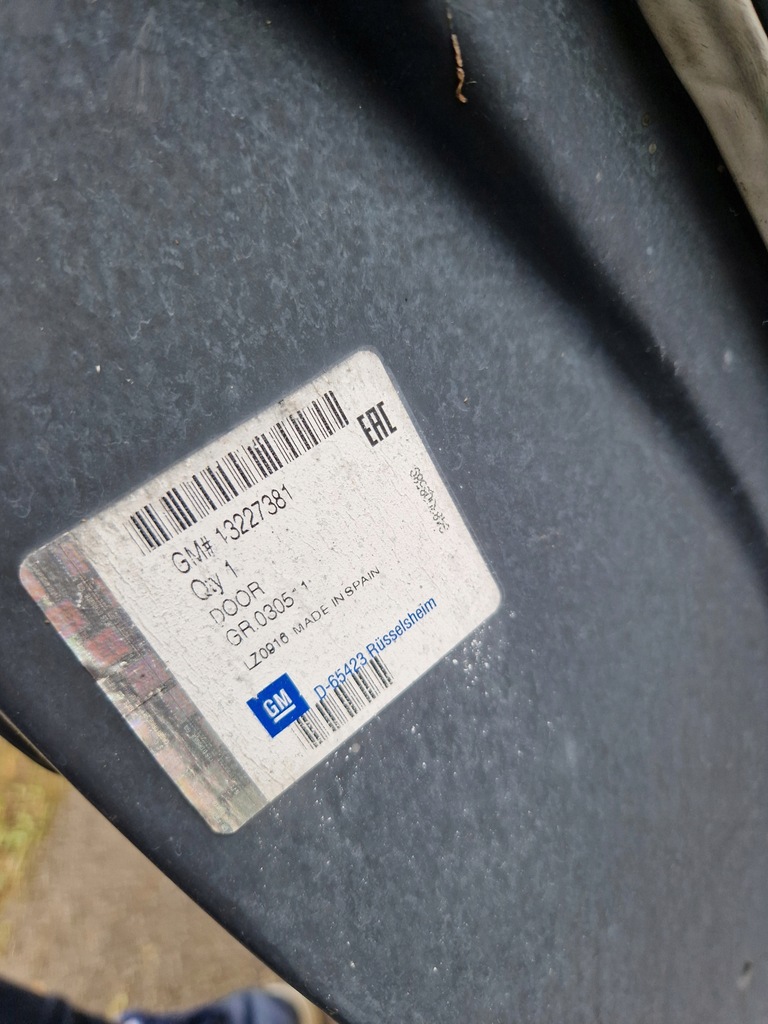 EAC
GM# 13227381
Qty 1
DOOR
GR.0305- 1
LZ0916 MADE IN SPAIN
GM D-65423 Rüsselsheim